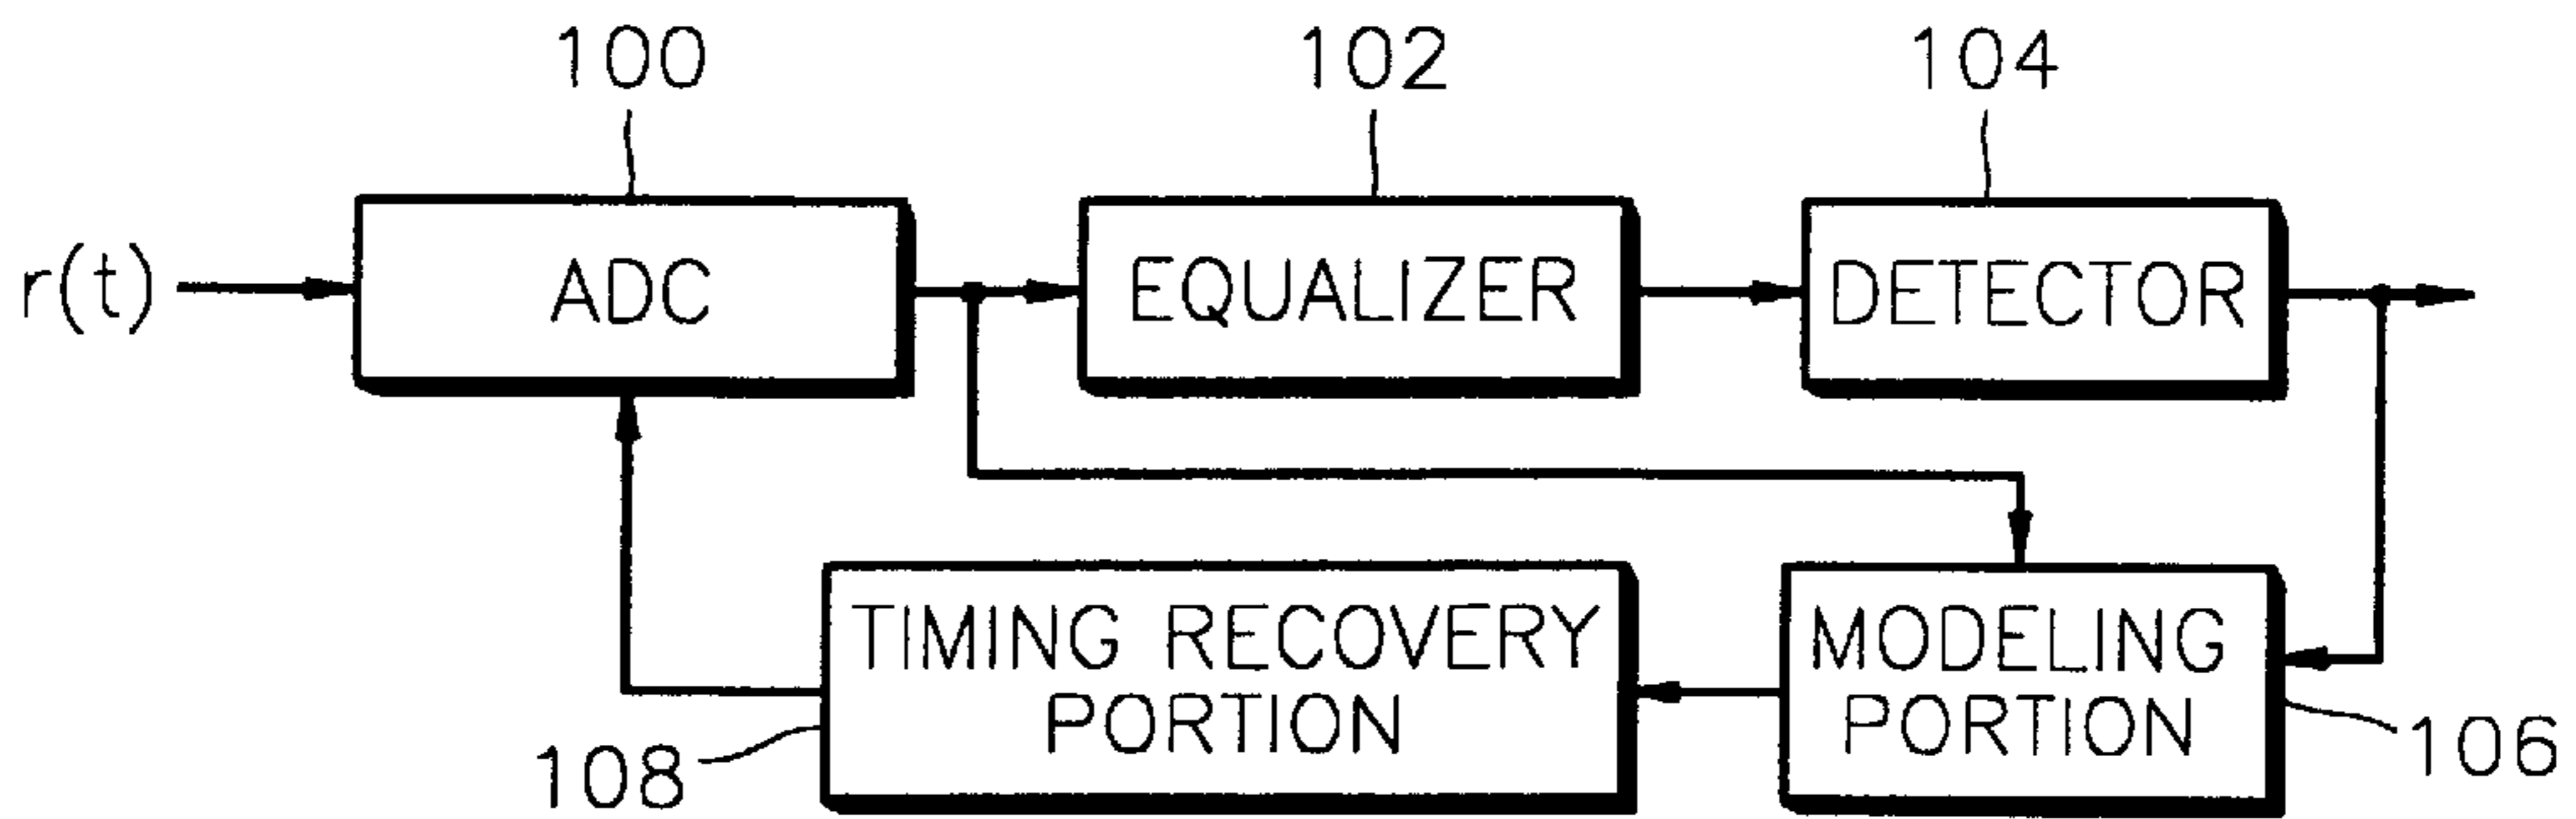 100
102
104
r(t)
ADC
EQUALIZER
DETECTOR
TIMING RECOVERY
PORTION
MODELING
PORTION
108
106